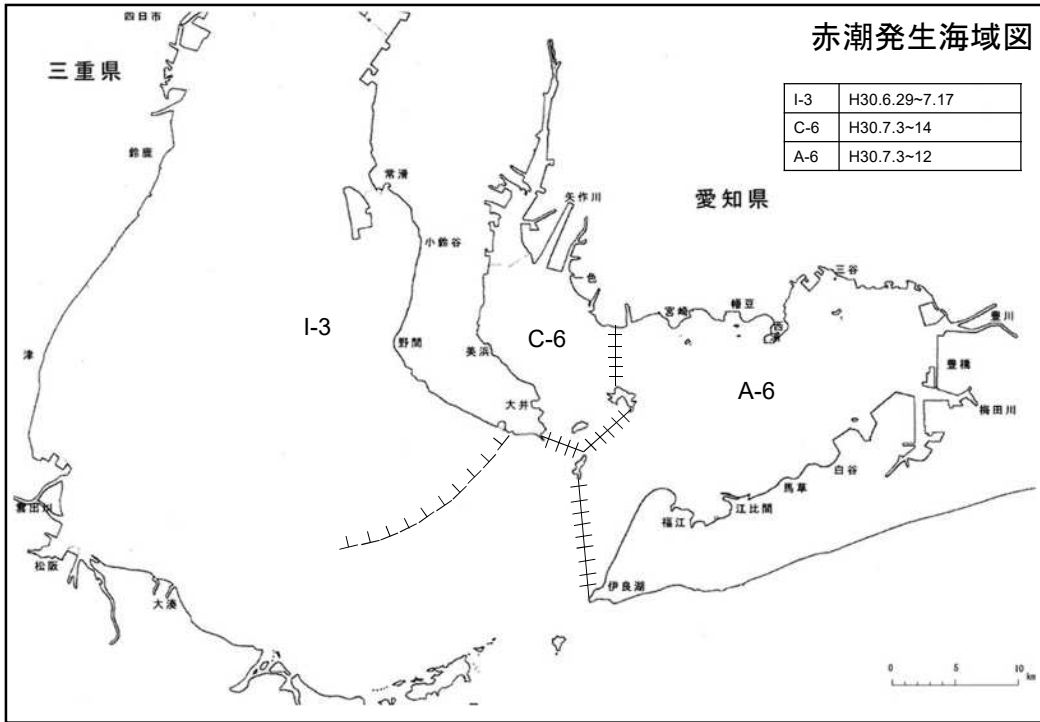 赤潮発生海域図
I-3 H30.6.29~7.17
C-6 H30.7.3~14
A-6 H30.7.3~12
四日市
三重県
鈴鹿
常滑
矢作川
愛知県
小鈴谷
一色
三谷
宮崎
幡豆
西浦
豊川
I-3
C-6
津
野間
美浜
豊橋
A-6
大井
梅田川
白谷
馬草
江比間
福江
雲出川
松阪
伊良湖
大湊
0 5 10
km